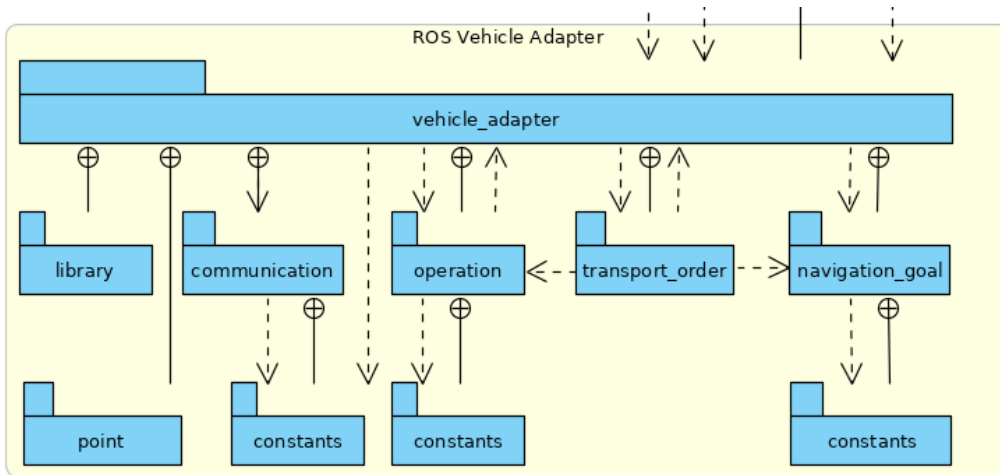 ROS Vehicle Adapter
vehicle_adapter
library
communication
operation
transport_order
navigation_goal
point
constants
constants
constants